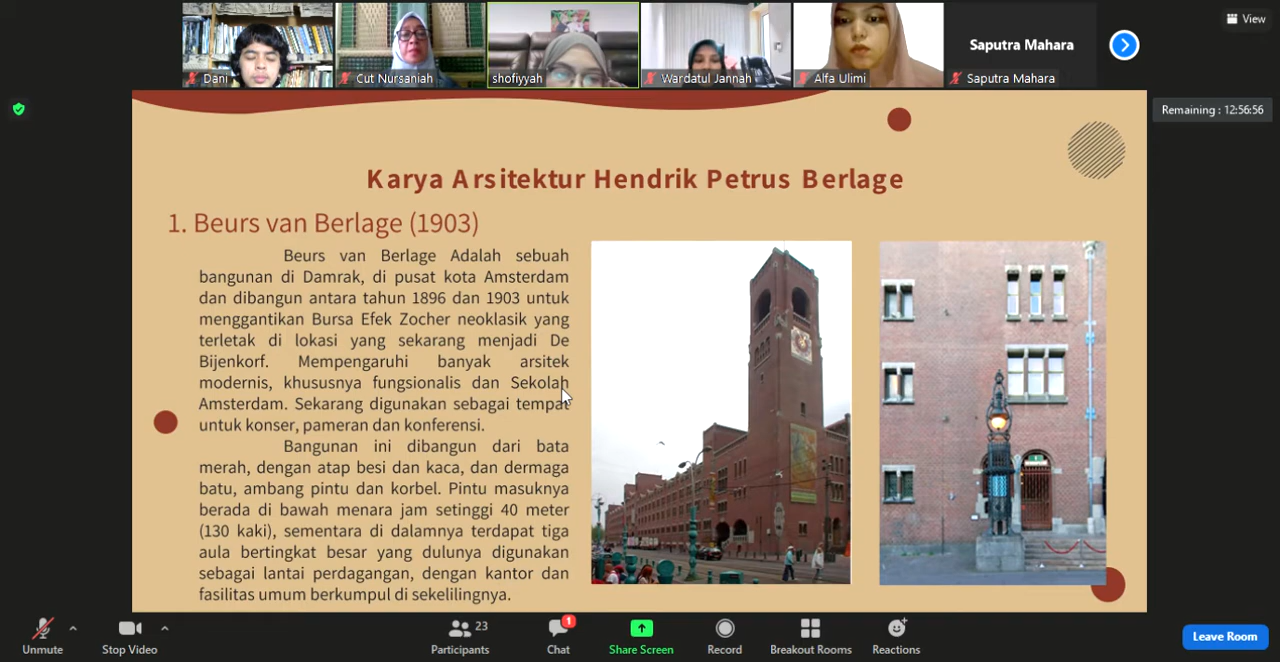 Dani
Cut Nursaniah
shofiyyah
Wardatul Jannah
Alfa Ulimi
Saputra Mahara
Saputra Mahara
View
Remaining : 12:56:56
Karya Arsitektur Hendrik Petrus Berlage
1. Beurs van Berlage (1903)
Beurs van Berlage Adalah sebuah
bangunan di Damrak, di pusat kota Amsterdam
dan dibangun antara tahun 1896 dan 1903 untuk
menggantikan Bursa Efek Zocher neoklasik yang
terletak di lokasi yang sekarang menjadi De
Bijenkorf. Mempengaruhi banyak arsitek
modernis, khususnya fungsionalis dan Sekolah
Amsterdam. Sekarang digunakan sebagai tempat
untuk konser, pameran dan konferensi.
Bangunan ini dibangun dari bata
merah, dengan atap besi dan kaca, dan dermaga
batu, ambang pintu dan korbel. Pintu masuknya
berada di bawah menara jam setinggi 40 meter
(130 kaki), sementara di dalamnya terdapat tiga
aula bertingkat besar yang dulunya digunakan
sebagai lantai perdagangan, dengan kantor dan
fasilitas umum berkumpul di sekelilingnya.
Unmute
Stop Video
23
Participants
1
Chat
Share Screen
Record
Breakout Rooms
Reactions
Leave Room